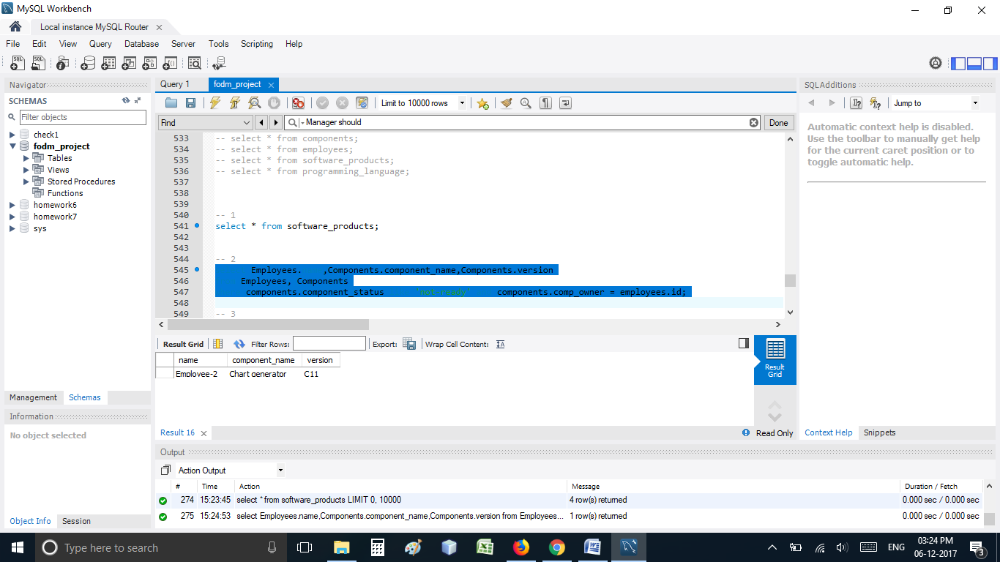 MySQL Workbench
Local instance MySQL Router
File Edit View Query Database Server Tools Scripting Help
Navigator
SCHEMAS
Filter objects
check1
fodm_project
Tables
Views
Stored Procedures
Functions
homework6
homework7
sys
Management Schemas
Information
No object selected
Object Info Session
Query 1 fodm_project
Limit to 10000 rows
Find Manager should Done
533 -- select * from components;
534 -- select * from employees;
535 -- select * from software_products;
536 -- select * from programming_language;
537
538
539
540 -- 1
541 select * from software_products;
542
543
544 -- 2
545 Employees. ,Components.component_name,Components.version
546 Employees, Components
547 components.component_status 'not-ready' components.comp_owner = employees.id;
548
549 -- 3
Result Grid Filter Rows: Export: Wrap Cell Content:
name component_name version
Employee-2 Chart generator C11
Result Grid
Result 16 Read Only
Output
Action Output
# Time Action Message Duration / Fetch
274 15:23:45 select * from software_products LIMIT 0, 10000 4 row(s) returned 0.000 sec / 0.000 sec
275 15:24:53 select Employees.name,Components.component_name,Components.version from Employees... 1 row(s) returned 0.000 sec / 0.000 sec
SQLAdditions
Jump to
Automatic context help is disabled.
Use the toolbar to manually get help
for the current caret position or to
toggle automatic help.
Context Help Snippets
Type here to search
ENG
03:24 PM
06-12-2017
3